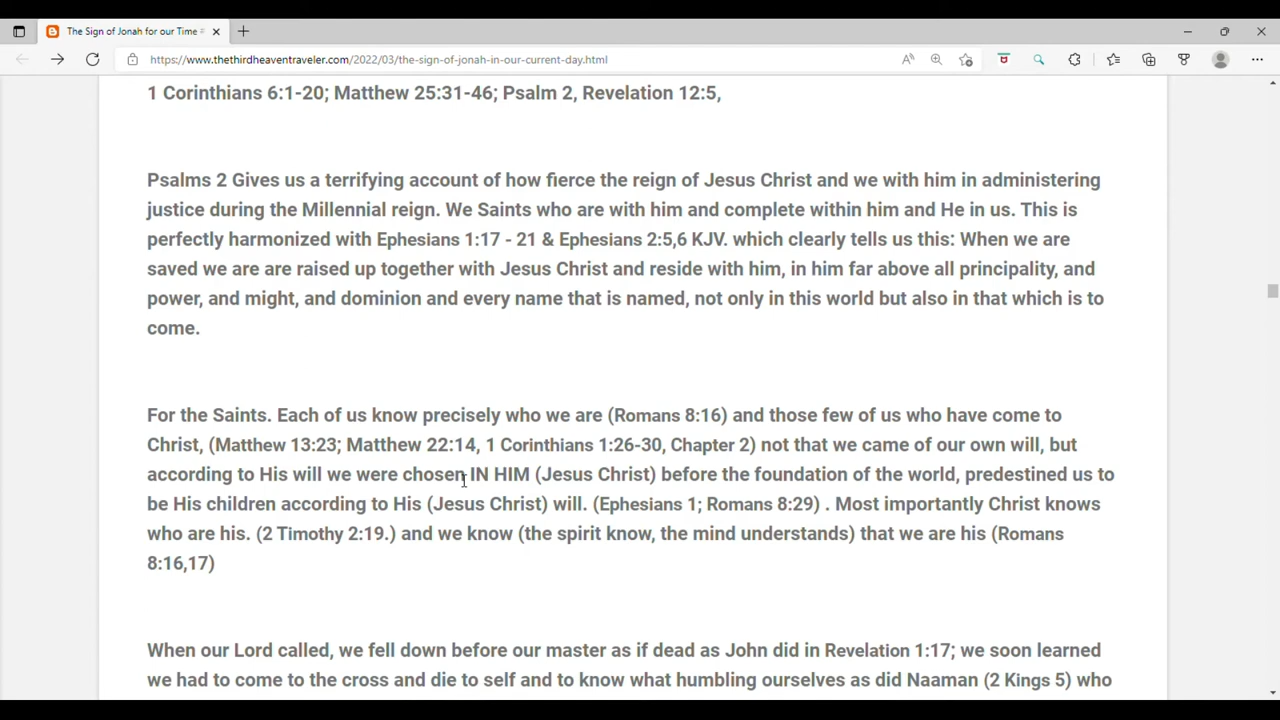 The Sign of Jonah for our Time
https://www.thethirdheaventraveler.com/2022/03/the-sign-of-jonah-in-our-current-day.html
1 Corinthians 6:1-20; Matthew 25:31-46; Psalm 2, Revelation 12:5,
Psalms 2 Gives us a terrifying account of how fierce the reign of Jesus Christ and we with him in administering
justice during the Millennial reign. We Saints who are with him and complete within him and He in us. This is
perfectly harmonized with Ephesians 1:17 - 21 & Ephesians 2:5,6 KJV. which clearly tells us this: When we are
saved we are are raised up together with Jesus Christ and reside with him, in him far above all principality, and
power, and might, and dominion and every name that is named, not only in this world but also in that which is to
come.
For the Saints. Each of us know precisely who we are (Romans 8:16) and those few of us who have come to
Christ, (Matthew 13:23; Matthew 22:14, 1 Corinthians 1:26-30, Chapter 2) not that we came of our own will, but
according to His will we were chosen IN HIM (Jesus Christ) before the foundation of the world, predestined us to
be His children according to His (Jesus Christ) will. (Ephesians 1; Romans 8:29) . Most importantly Christ knows
who are his. (2 Timothy 2:19.) and we know (the spirit know, the mind understands) that we are his (Romans
8:16,17)
When our Lord called, we fell down before our master as if dead as John did in Revelation 1:17; we soon learned
we had to come to the cross and die to self and to know what humbling ourselves as did Naaman (2 Kings 5) who